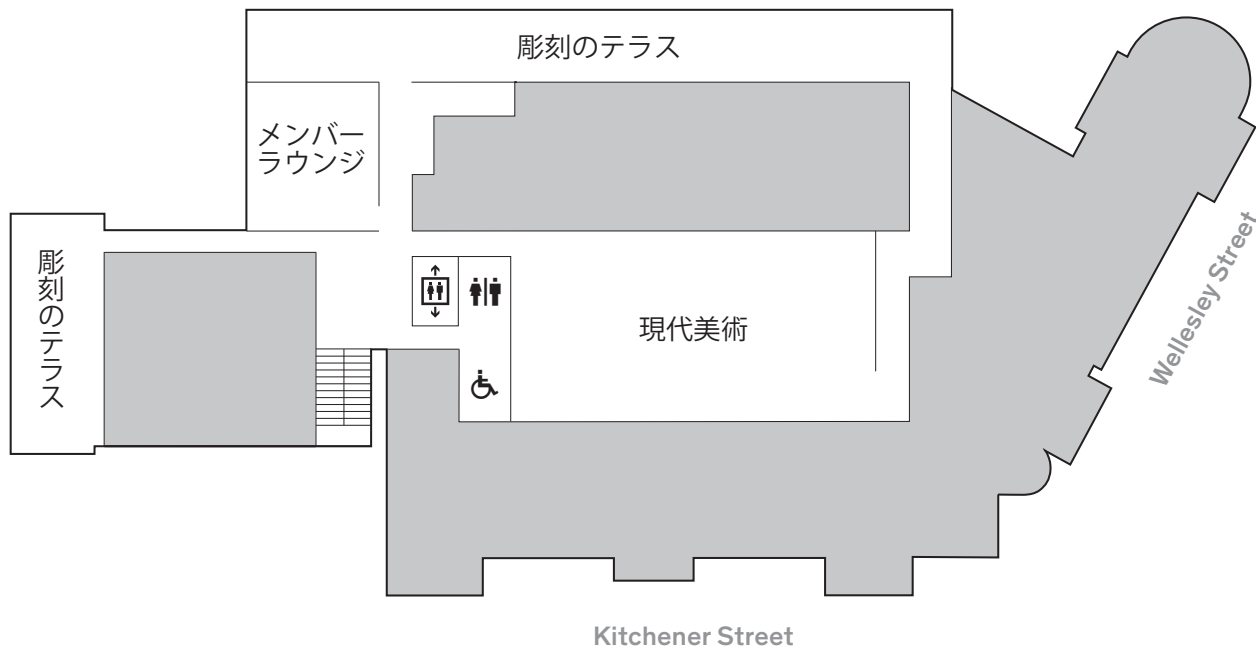 彫刻のテラス
メンバー
ラウンジ
彫刻のテラス
現代美術
Wellesley Street
Kitchener Street